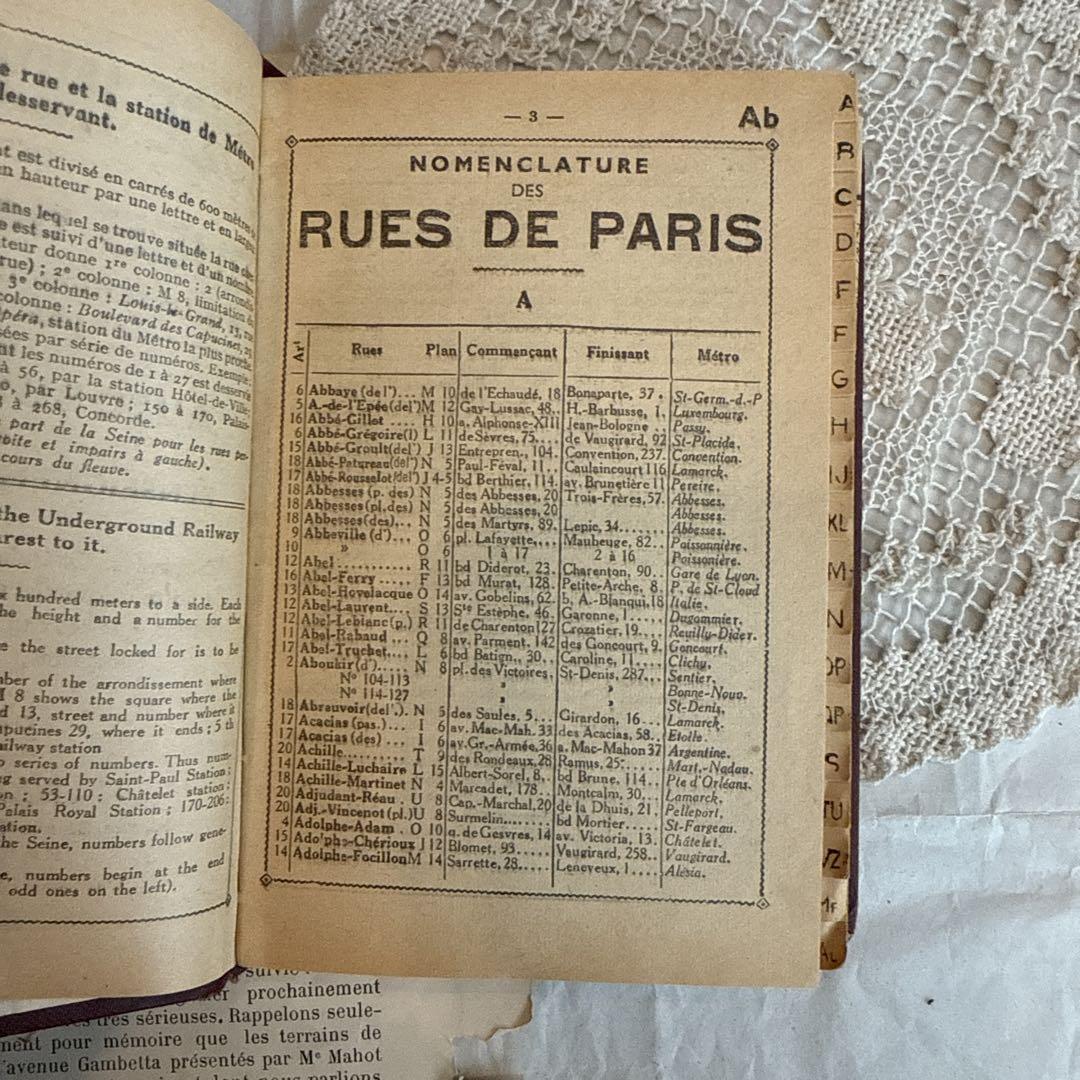 e rue et la station de Métro
desservant.
t est divisé en carrés de 600 mètres
en hauteur par une lettre et en
dans lequel se trouve située la rue
e est suivi d'une lettre et d'un nombre
teur donne 1re colonne : 2
rue) ; 2e colonne : M 8, limitation
3e colonne : Louis-le-Grand, 13,
colonne : Boulevard des Capucines,
Opéra, station du Métro la plus proche
ées par série de numéros. Exemple :
nt les numéros de 1 à 27 est desservie
à 56, par la station Hôtel-de-Ville
0, par Louvre ; 150 à 170, Palais-
à 268, Concorde.
part de la Seine pour les rues
et impairs à gauche).
cours du fleuve.
the Underground Railway
rest to it.
x hundred meters to a side. Each
he height and a number for the
e the street locked for is to be
ber of the arrondissement where
M 8 shows the square where the
d 13, street and number where it
apucines 29, where it ends ; 5 th
ilway station
o series of numbers. Thus num-
g served by Saint-Paul Station ;
on ; 53-110 : Châtelet station ;
Palais Royal Station ; 170-206 :
ation.
he Seine, numbers follow gene-
e, numbers begin at the end
odd ones on the left).
— 3 —
Ab
NOMENCLATURE
DES
RUES DE PARIS
A
Art Rues Plan Commençant Finissant Métro
6 Abbaye (de l').. M 10 de l'Echaudé, 18 Bonaparte, 37. St-Germ.-d.-P
5 A.-de-l'Epée(del') M 12 Gay-Lussac, 48.. H.-Barbusse, 1. Luxembourg.
16 Abbé-Gillet .... H 10 a. Alphonse-XIII Jean-Bologne .. Passy.
6 Abbé-Grégoire(l) L 11 de Sèvres, 75.... de Vaugirard, 92 St-Placide.
15 Abbé-Groult(del') J 13 Entrepren., 104. Convention, 237. Convention.
18 Abbé-Patureau(del') N 5 Paul-Féval, 11.. Caulaincourt 116 Lamarck.
17 Abbé-Rousselot(del') J 4-5 bd Berthier, 114. av. Brunetière 11 Pereire.
18 Abbesses (p. des) N 5 des Abbesses, 20 Trois-Frères, 57. Abbesses.
18 Abbesses (pl. des) N 5 des Abbesses, 20 Abbesses.
18 Abbesses (des)... N 5 des Martyrs, 89. Lepic, 34....... Abbesses.
9 Abbeville (d')... O 6 pl. Lafayette,... Maubeuge, 82.. Poissonnière.
10 » O 6 1 à 17 2 à 16 Poissonière.
12 Abel........... R 11 bd Diderot, 23. Charenton, 90.. Gare de Lyon.
16 Abel-Ferry ..... F 13 bd Murat, 128. Petite-Arche, 8. P. de St-Cloud
13 Abel-Hovelacque O 14 av. Gobelins, 62. b. A.-Blanqui, 18 Italie.
12 Abel-Laurent.... S 13 Ste Estèphe, 46. Garonne, 1..... Dugommier.
12 Abel-Leblanc (p.) R 11 de Charenton 127 Crozatier, 19.... Reuilly-Dider.
11 Abel-Rabaud ... Q 8 av. Parment. 142 des Goncourt, 9. Goncourt.
17 Abel-Truchet.... L 6 bd Batign., 30.. Caroline, 11.... Clichy.
2 Aboukir (d')..... N 8 pl. des Victoires. St-Denis, 287... Sentier.
No 104-113 » » Bonne-Nouv.
No 114-127 » » St-Denis.
18 Abreuvoir (del'). N 5 des Saules, 5... Girardon, 16... Lamarck.
17 Acacias (pas.) ... I 6 av. Mac-Mah. 33 des Acacias, 58.. Etoile.
17 Acacias (des) ... I 6 av. Gr.-Armée, 36 a. Mac-Mahon 37 Argentine.
20 Achille......... T 9 des Rondeaux, 28 Ramus, 25.... Mart.-Nadau.
14 Achille-Luchaire L 15 Albert-Sorel, 8.. bd Brune, 114.. Pte d'Orléans.
18 Achille-Martinet N 4 Marcadet, 178... Montcalm, 30... Lamarck.
20 Adjudant-Réau . U 8 Cap.-Marchal, 20 de la Dhuis, 21. Pelleport.
20 Adj.-Vincenot (pl.) U 8 Surmelin........ bd Mortier.... St-Fargeau.
4 Adolphe-Adam . O 10 q. de Gesvres, 14 av. Victoria, 13. Châtelet.
15 Adolphe-Chérioux J 12 Blomet, 93..... Vaugirard, 258.. Vaugirard.
14 Adolphe-Focillon M 14 Sarrette, 28..... Leneveux, 1.... Alésia.
A
B
C
D
F
F
G
H
IJ
KL
M
N
OP
QP
S
TU
VZ
MF
AL
suivie
prochainement
très sérieuses. Rappelons seule-
ment pour mémoire que les terrains de
l'avenue Gambetta présentés par Me Mahot